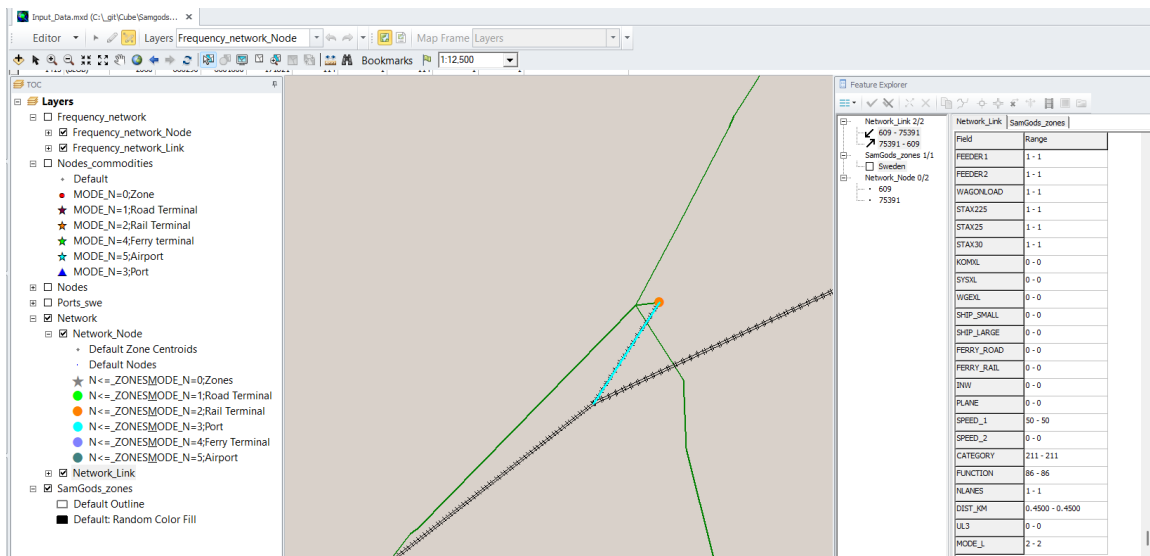 Input_Data.mxd (C:\_git\Cube\Samgods... ×
Editor Layers Frequency_network_Node Map Frame Layers
Bookmarks 1:12,500
TOC
Layers
Frequency_network
Frequency_network_Node
Frequency_network_Link
Nodes_commodities
Default
MODE_N=0;Zone
MODE_N=1;Road Terminal
MODE_N=2;Rail Terminal
MODE_N=4;Ferry terminal
MODE_N=5;Airport
MODE_N=3;Port
Nodes
Ports_swe
Network
Network_Node
Default Zone Centroids
Default Nodes
N<=_ZONESMODE_N=0;Zones
N<=_ZONESMODE_N=1;Road Terminal
N<=_ZONESMODE_N=2;Rail Terminal
N<=_ZONESMODE_N=3;Port
N<=_ZONESMODE_N=4;Ferry Terminal
N<=_ZONESMODE_N=5;Airport
Network_Link
SamGods_zones
Default Outline
Default: Random Color Fill
Feature Explorer
Network_Link 2/2
609 - 75391
75391 - 609
SamGods_zones 1/1
Sweden
Network_Node 0/2
609
75391
Network_Link SamGods_zones
Field Range
FEEDER1 1 - 1
FEEDER2 1 - 1
WAGONLOAD 1 - 1
STAX225 1 - 1
STAX25 1 - 1
STAX30 1 - 1
KOMXL 0 - 0
SYSXL 0 - 0
WGEXL 0 - 0
SHIP_SMALL 0 - 0
SHIP_LARGE 0 - 0
FERRY_ROAD 0 - 0
FERRY_RAIL 0 - 0
INW 0 - 0
PLANE 0 - 0
SPEED_1 50 - 50
SPEED_2 0 - 0
CATEGORY 211 - 211
FUNCTION 86 - 86
NLANES 1 - 1
DIST_KM 0.4500 - 0.4500
UL3 0 - 0
MODE_L 2 - 2